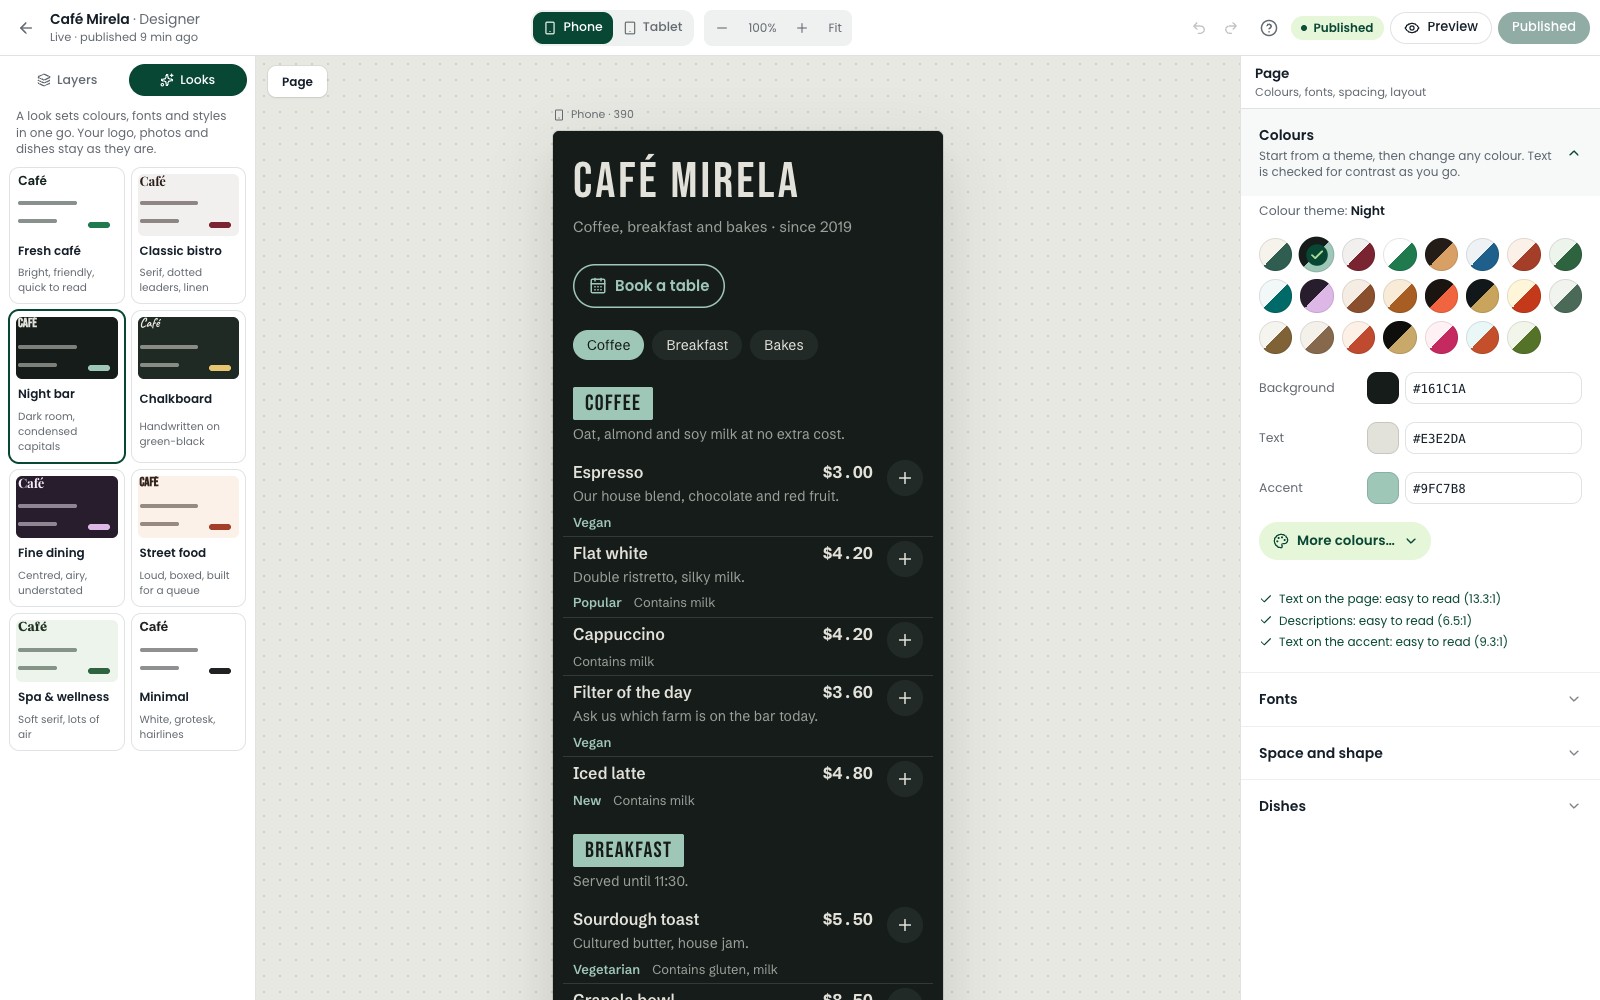 Café Mirela · Designer
Live · published 9 min ago
Phone
Tablet
100%
Fit
Published
Preview
Published
Layers
Looks
A look sets colours, fonts and styles
in one go. Your logo, photos and
dishes stay as they are.
Café
Fresh café
Bright, friendly,
quick to read
Café
Classic bistro
Serif, dotted
leaders, linen
CAFÉ
Night bar
Dark room,
condensed
capitals
Café
Chalkboard
Handwritten on
green-black
Café
Fine dining
Centred, airy,
understated
CAFÉ
Street food
Loud, boxed, built
for a queue
Café
Spa & wellness
Soft serif, lots of
air
Café
Minimal
White, grotesk,
hairlines
Page
Phone · 390
CAFÉ MIRELA
Coffee, breakfast and bakes · since 2019
Book a table
Coffee
Breakfast
Bakes
COFFEE
Oat, almond and soy milk at no extra cost.
Espresso $3.00
Our house blend, chocolate and red fruit.
Vegan
Flat white $4.20
Double ristretto, silky milk.
Popular Contains milk
Cappuccino $4.20
Contains milk
Filter of the day $3.60
Ask us which farm is on the bar today.
Vegan
Iced latte $4.80
New Contains milk
BREAKFAST
Served until 11:30.
Sourdough toast $5.50
Cultured butter, house jam.
Vegetarian Contains gluten, milk
Granola bowl $8.50
Page
Colours, fonts, spacing, layout
Colours
Start from a theme, then change any colour. Text
is checked for contrast as you go.
Colour theme: Night
Background #161C1A
Text #E3E2DA
Accent #9FC7B8
More colours…
Text on the page: easy to read (13.3:1)
Descriptions: easy to read (6.5:1)
Text on the accent: easy to read (9.3:1)
Fonts
Space and shape
Dishes